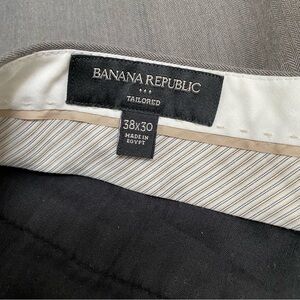 BANANA REPUBLIC
TAILORED
38X30
MADE IN
EGYPT